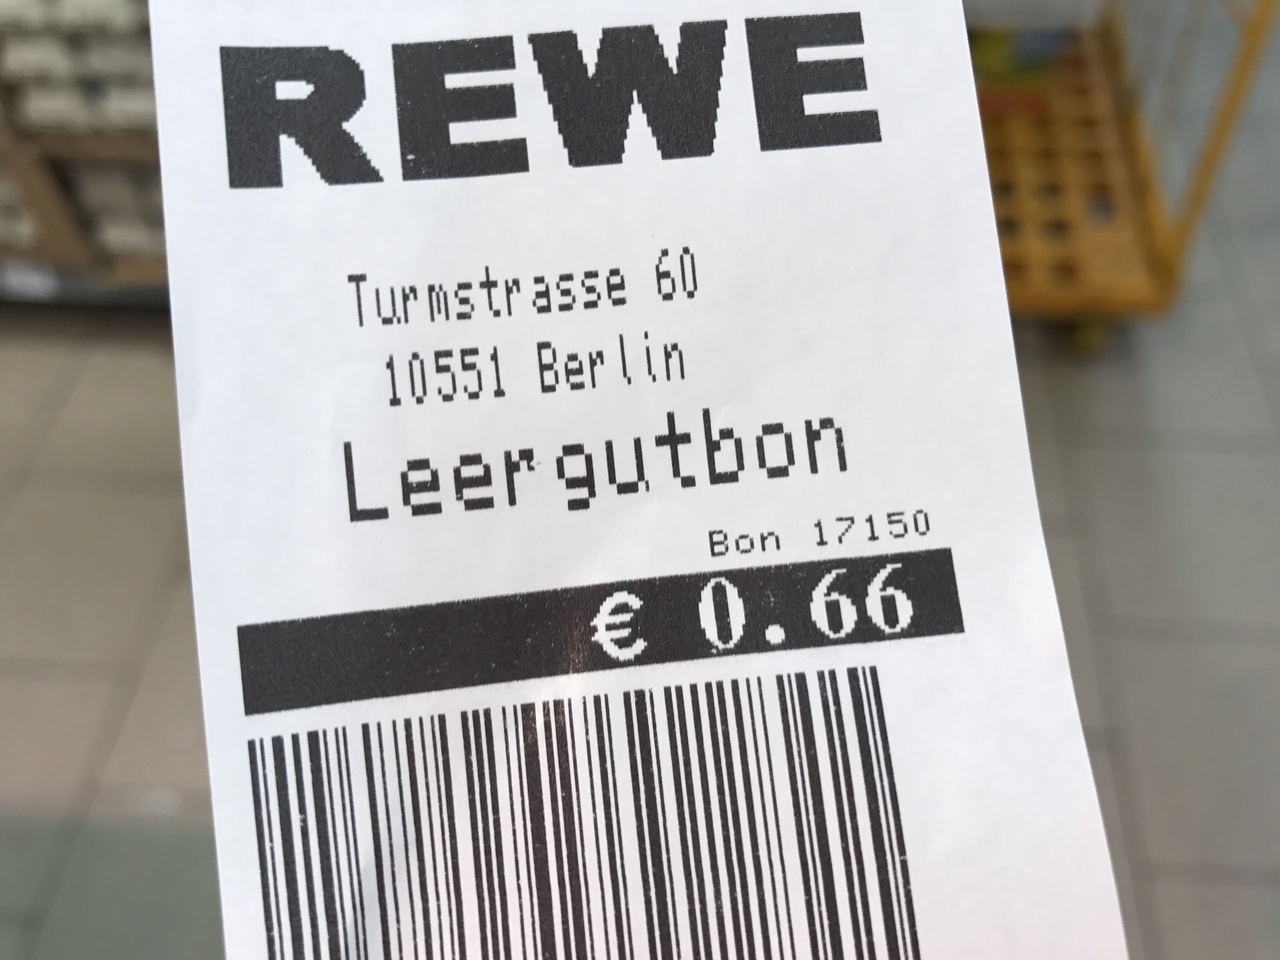 REWE
Turmstrasse 60
10551 Berlin
Leergutbon
Bon 17150
€ 0.66